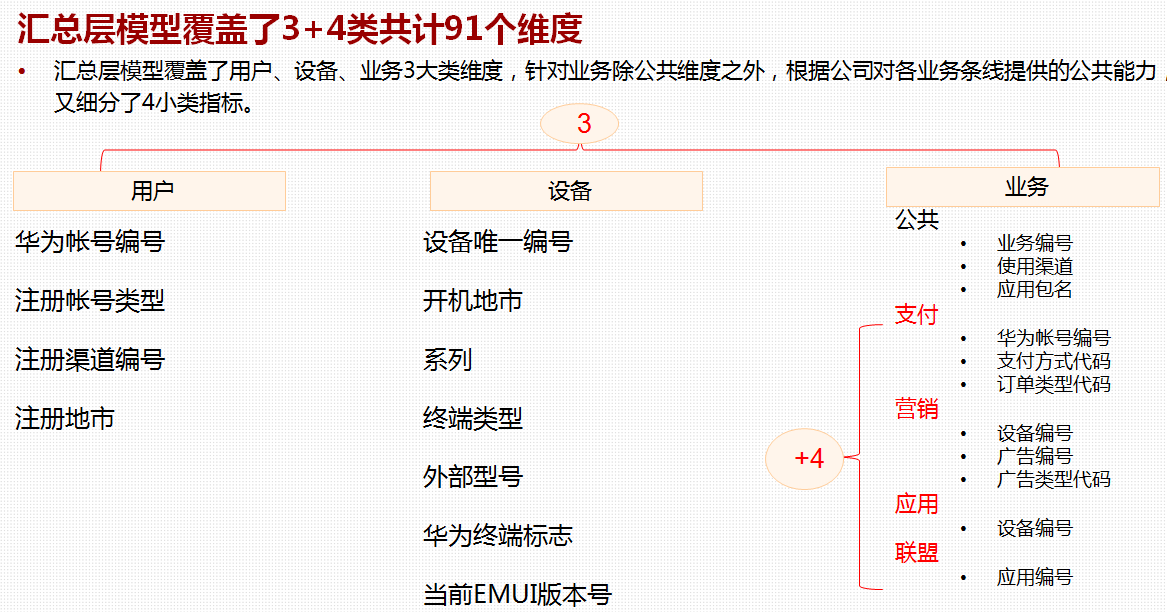 汇总层模型覆盖了3+4类共计91个维度
• 汇总层模型覆盖了用户、设备、业务3大类维度，针对业务除公共维度之外，根据公司对各业务条线提供的公共能力，
又细分了4小类指标。
3
用户
华为帐号编号
注册帐号类型
注册渠道编号
注册地市
设备
设备唯一编号
开机地市
系列
终端类型
外部型号
华为终端标志
当前EMUI版本号
业务
公共
• 业务编号
• 使用渠道
• 应用包名
+4
支付
• 华为帐号编号
• 支付方式代码
• 订单类型代码
营销
• 设备编号
• 广告编号
• 广告类型代码
应用
• 设备编号
联盟
• 应用编号